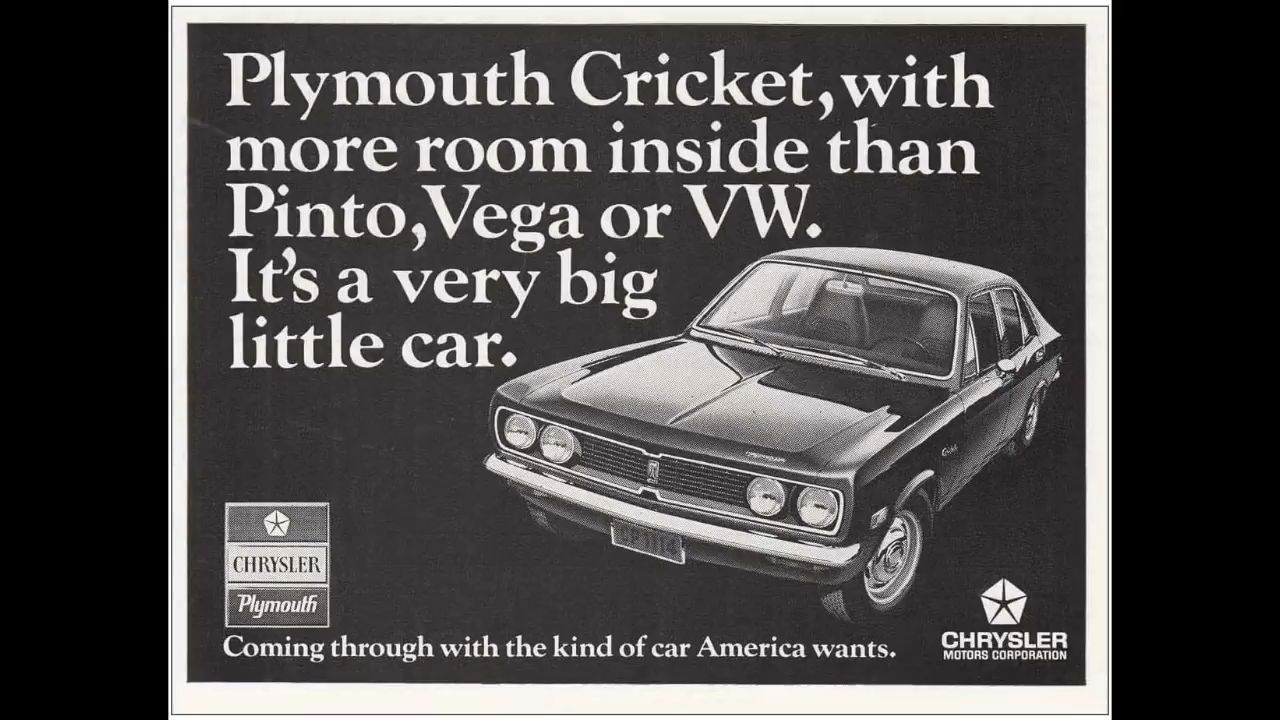 Plymouth Cricket, with
more room inside than
Pinto, Vega or VW.
It's a very big
little car.
CHRYSLER
Plymouth
Coming through with the kind of car America wants.
CHRYSLER
MOTORS CORPORATION